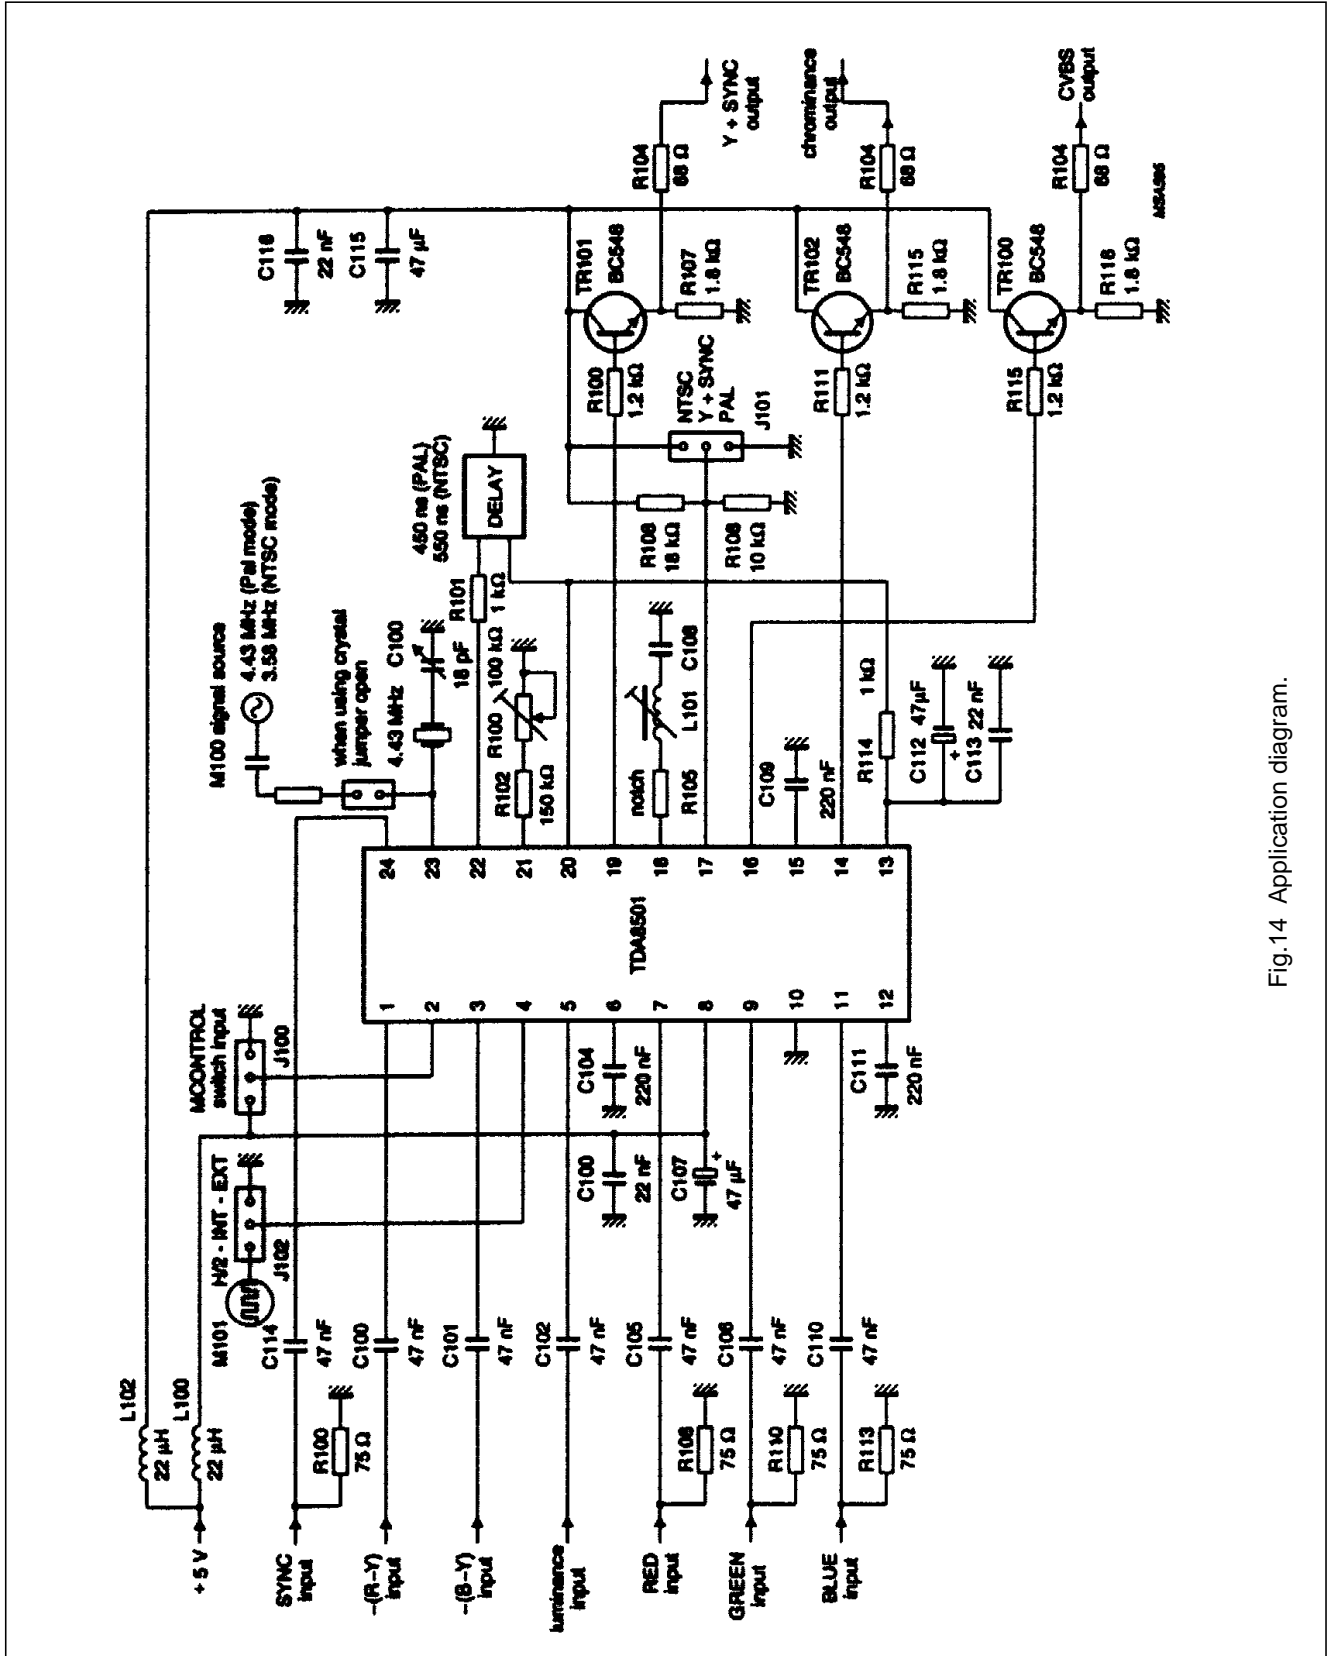 Y + SYNC
output
chrominance
output
CVBS
output
R104
68 Ω
R104
68 Ω
R104
68 Ω
MSA595
C116
22 nF
C115
47 µF
TR101
BC548
R107
1.8 kΩ
TR102
BC548
R115
1.8 kΩ
TR100
BC548
R116
1.8 kΩ
R100
1.2 kΩ
R111
1.2 kΩ
R115
1.2 kΩ
NTSC
Y + SYNC
PAL
J101
450 ns (PAL)
550 ns (NTSC)
DELAY
R108
18 kΩ
R108
10 kΩ
M100 signal source
4.43 MHz (Pal mode)
3.58 MHz (NTSC mode)
when using crystal
jumper open
4.43 MHz
C100
18 pF
R101
1 kΩ
R100
100 kΩ
R102
150 kΩ
notch
R105
L101
C108
C109
220 nF
R114
1 kΩ
C112
47µF
+
C113
22 nF
24
23
22
21
20
19
18
17
16
15
14
13
TDA8501
1
2
3
4
5
6
7
8
9
10
11
12
MCONTROL
switch input
J100
H/2 - INT - EXT
J102
M101
C104
220 nF
C111
220 nF
C100
22 nF
C107
+
47 µF
C114
47 nF
C100
47 nF
C101
47 nF
C102
47 nF
C105
47 nF
C106
47 nF
C110
47 nF
L102
22 µH
L100
22 µH
R100
75 Ω
R108
75 Ω
R110
75 Ω
R113
75 Ω
+ 5 V
SYNC
input
–(R–Y)
input
–(B–Y)
input
luminance
input
RED
input
GREEN
input
BLUE
input
Fig.14 Application diagram.